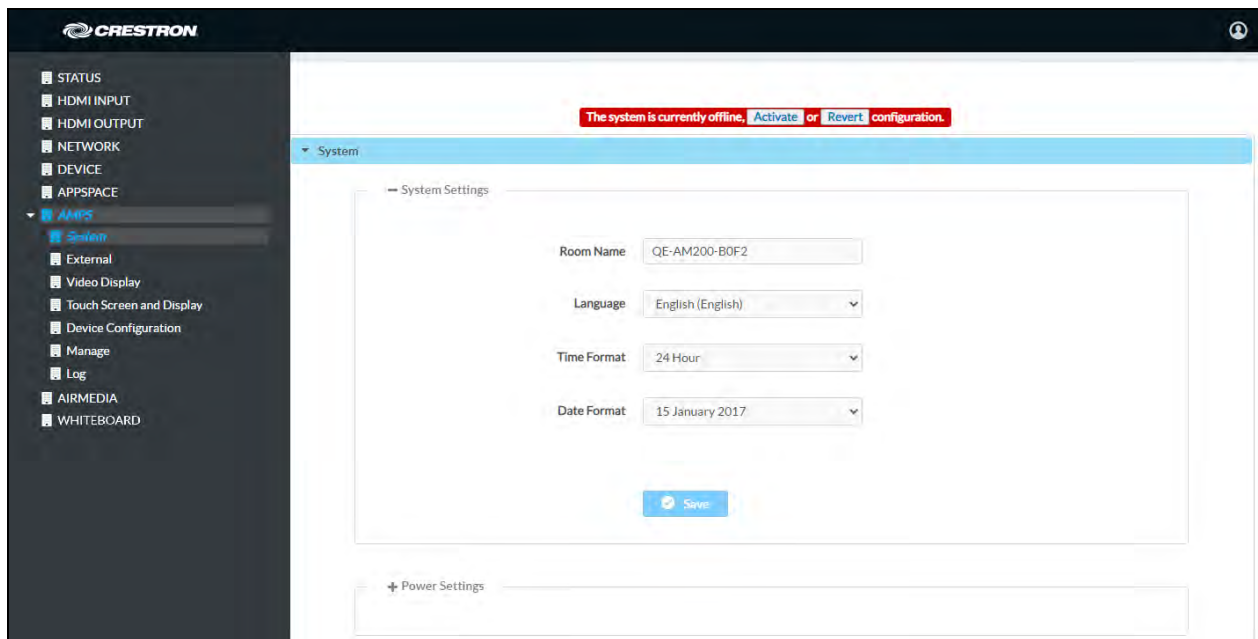 CRESTRON
STATUS
HDMI INPUT
HDMI OUTPUT
NETWORK
DEVICE
APPSPACE
AMPS
System
External
Video Display
Touch Screen and Display
Device Configuration
Manage
Log
AIRMEDIA
WHITEBOARD
The system is currently offline, Activate or Revert configuration.
System
System Settings
Room Name QE-AM200-B0F2
Language English (English)
Time Format 24 Hour
Date Format 15 January 2017
Save
Power Settings